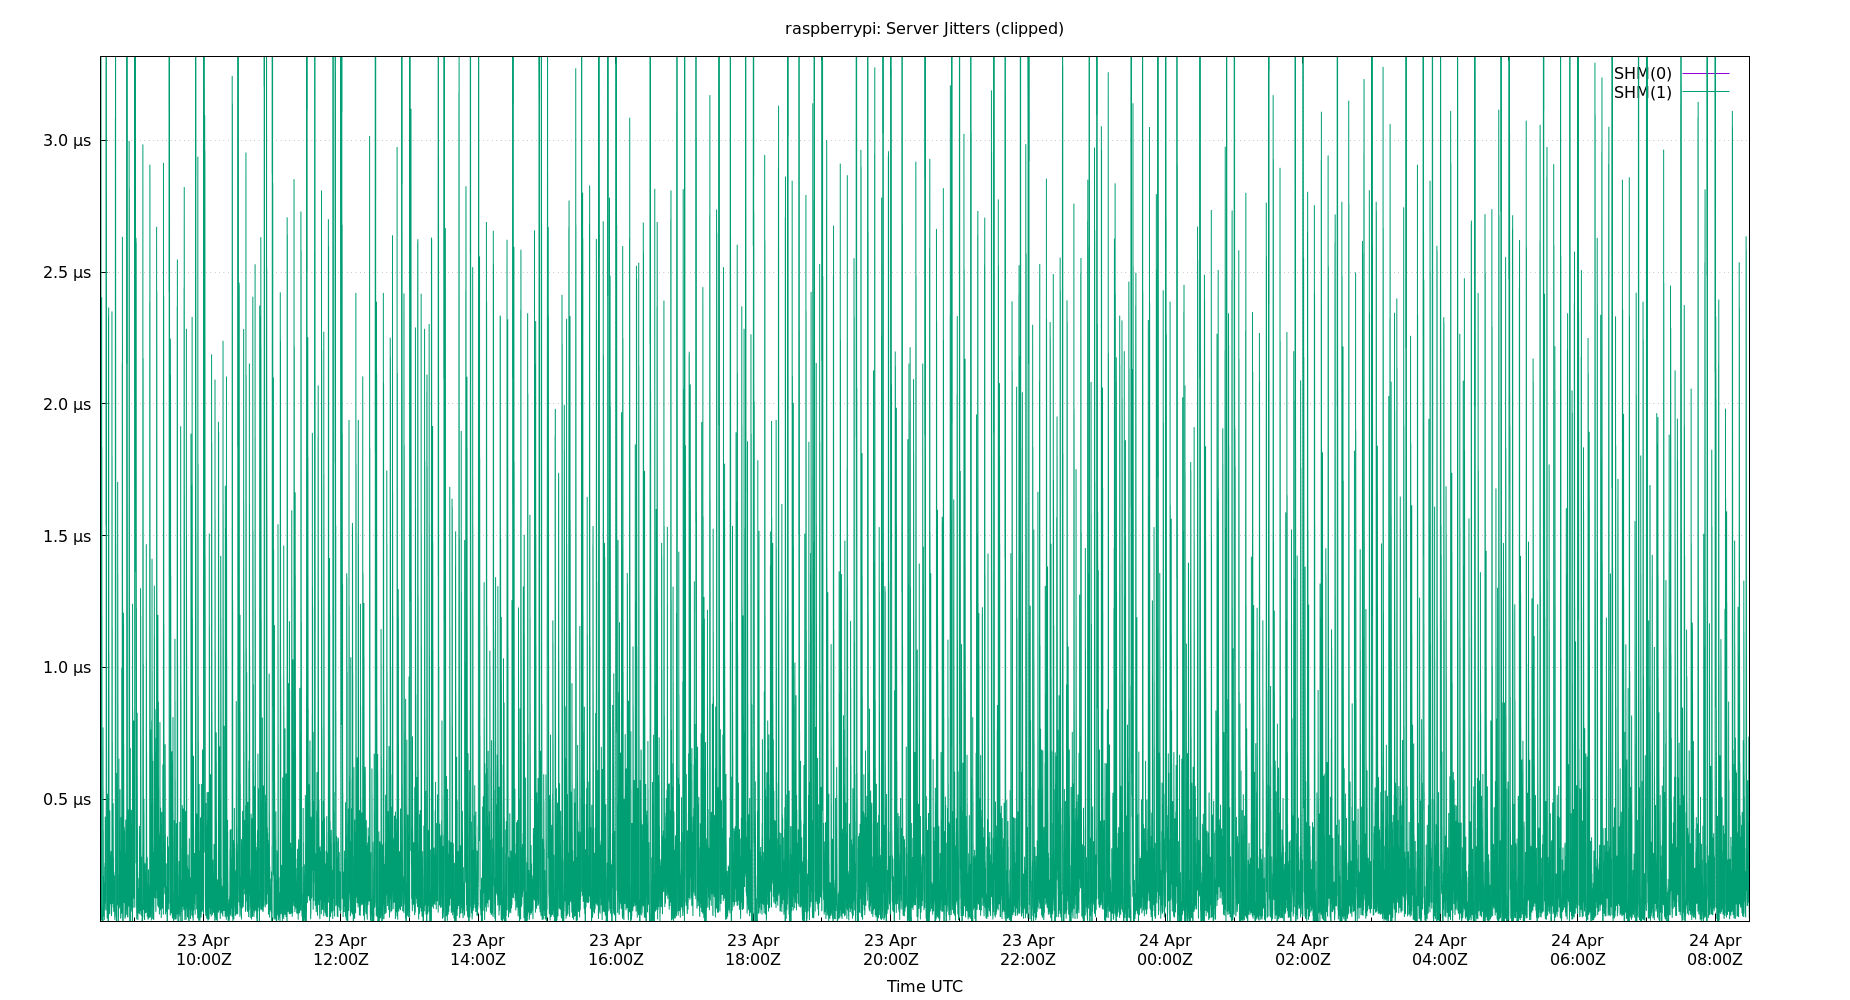 raspberrypi: Server Jitters (clipped)
SHM(0)
SHM(1)
3.0 μs
2.5 μs
2.0 μs
1.5 μs
1.0 μs
0.5 μs
23 Apr 23 Apr 23 Apr 23 Apr 23 Apr 23 Apr 23 Apr 24 Apr 24 Apr 24 Apr 24 Apr 24 Apr
10:00Z 12:00Z 14:00Z 16:00Z 18:00Z 20:00Z 22:00Z 00:00Z 02:00Z 04:00Z 06:00Z 08:00Z
Time UTC